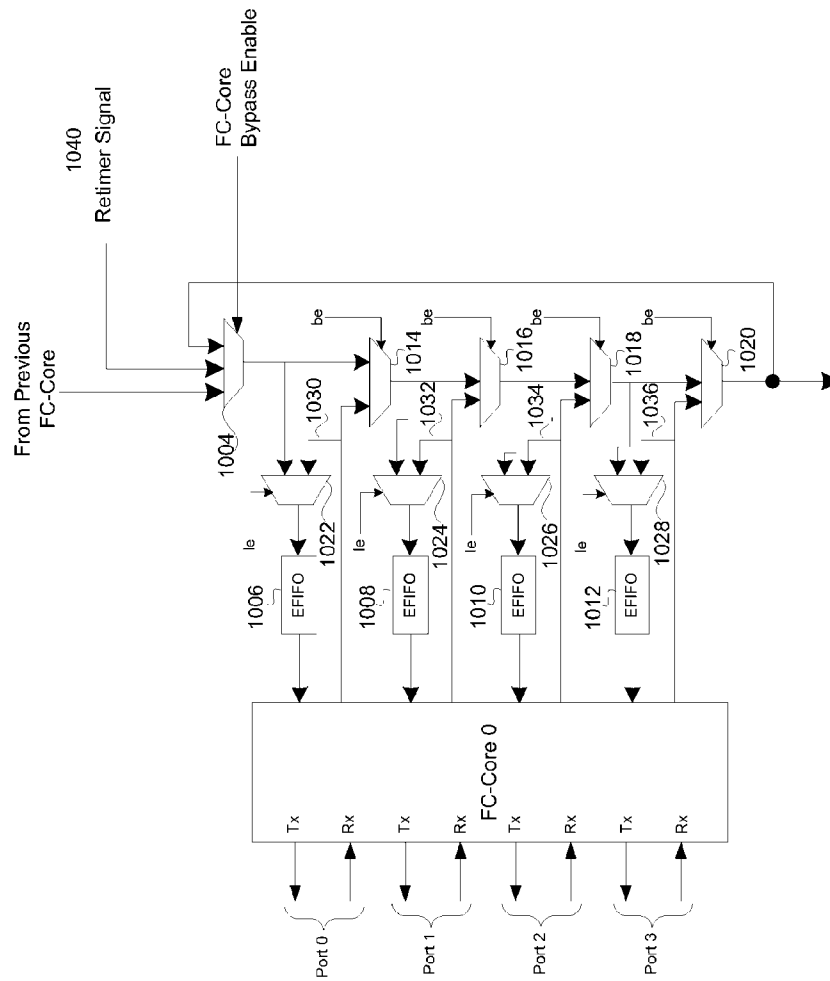 1040
Retimer Signal
FC-Core
Bypass Enable
From Previous
FC-Core
1004
be
1014
be
1016
be
1018
be
1020
1030
1032
1034
1036
le
1022
le
1024
le
1026
le
1028
1006
EFIFO
1008
EFIFO
1010
EFIFO
1012
EFIFO
FC-Core 0
Tx
Rx
Tx
Rx
Tx
Rx
Tx
Rx
Port 0
Port 1
Port 2
Port 3